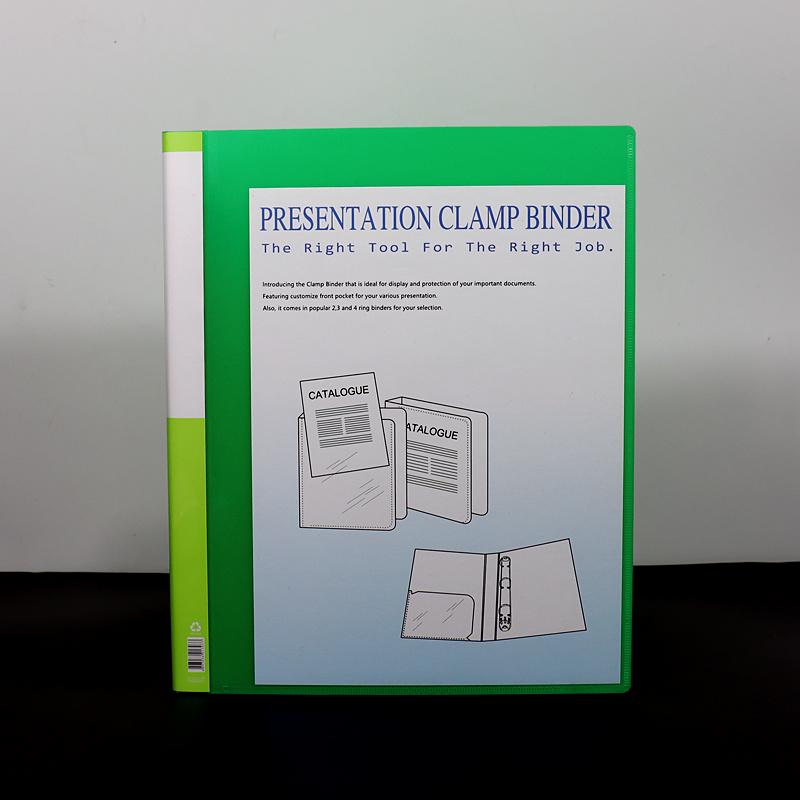 PRESENTATION CLAMP BINDER
The Right Tool For The Right Job.
Introducing the Clamp Binder that is ideal for display and protection of your important documents.
Featuring customize front pocket for your various presentation.
Also, it comes in popular 2,3 and 4 ring binders for your selection.
CATALOGUE
ATALOGUE